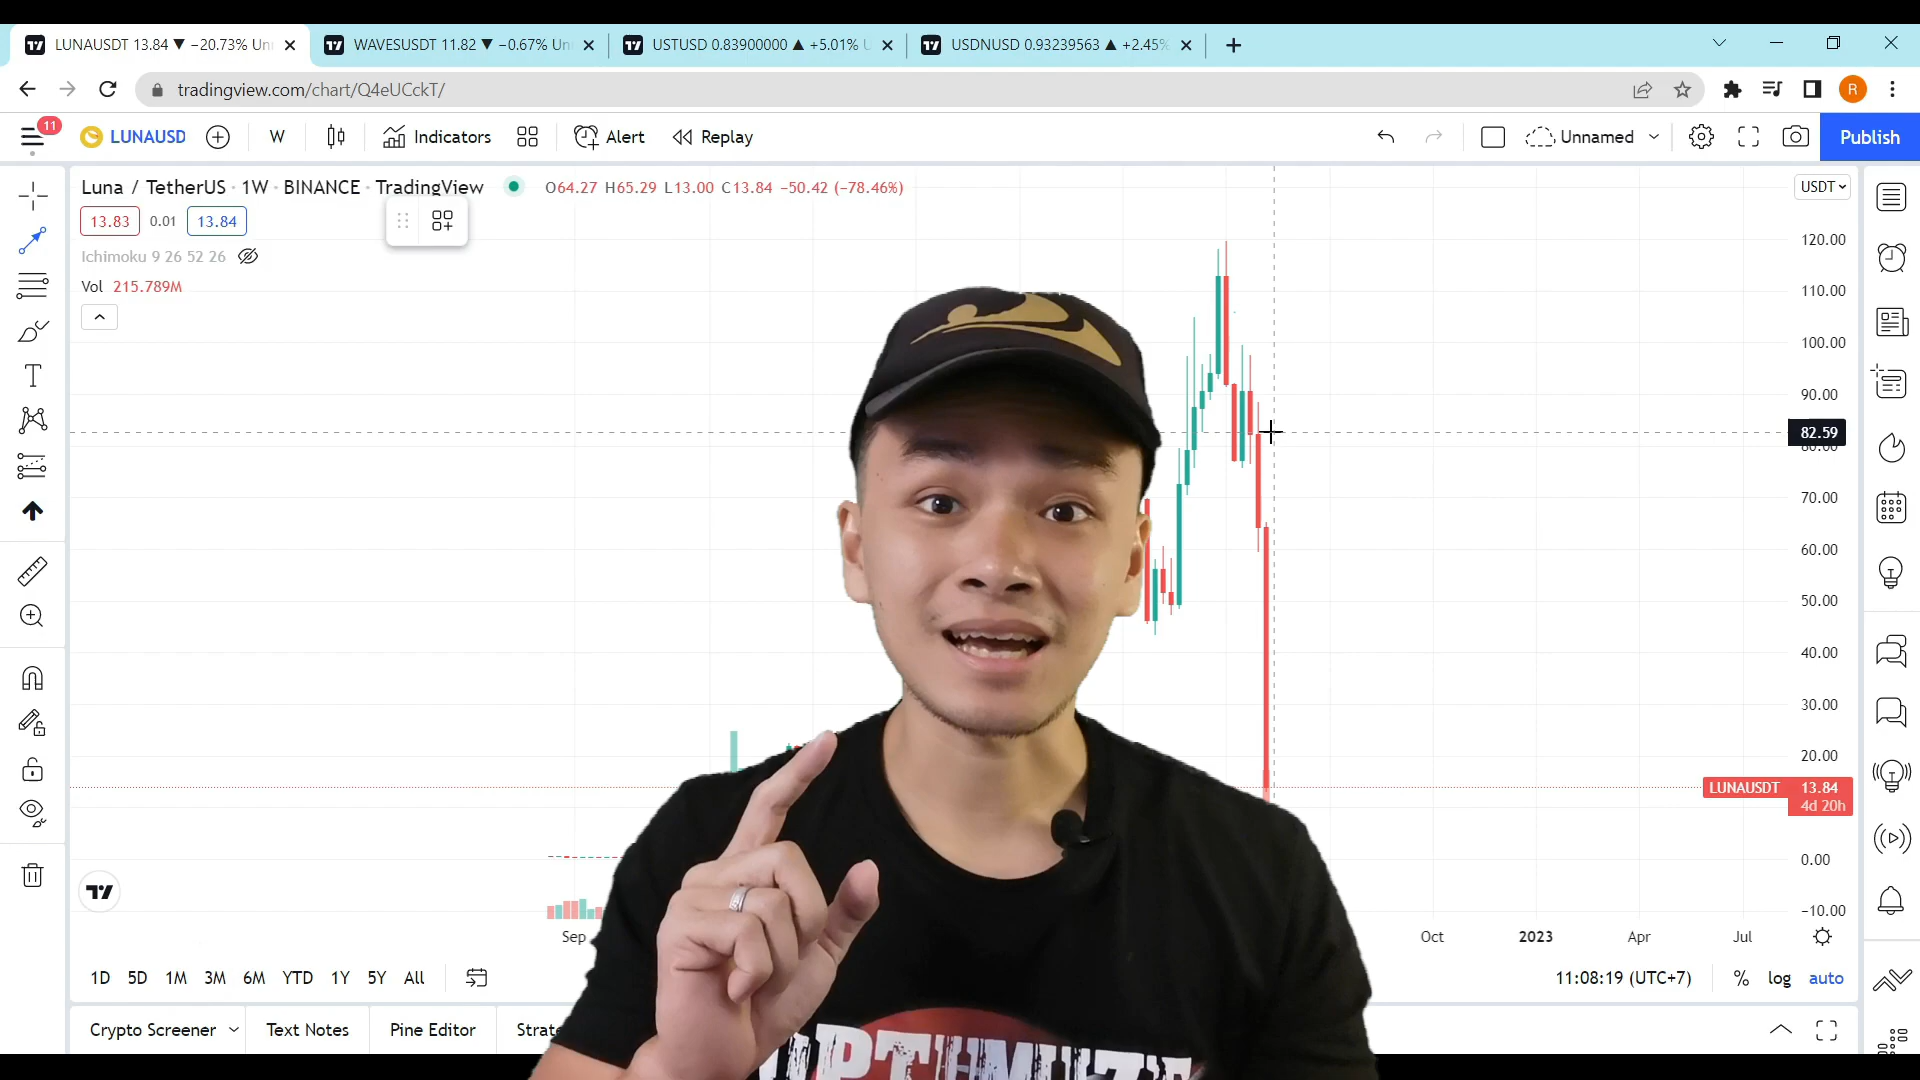 LUNAUSDT 13.84 ▼ −20.73% Un
WAVESUSDT 11.82 ▼ −0.67% Un
USTUSD 0.83900000 ▲ +5.01% U
USDNUSD 0.93239563 ▲ +2.45%
tradingview.com/chart/Q4eUCckT/
R
11
LUNAUSD
W
Indicators
Alert
Replay
Unnamed
Publish
Luna / TetherUS · 1W · BINANCE · TradingView
O64.27 H65.29 L13.00 C13.84 −50.42 (−78.46%)
USDT
13.83 0.01 13.84
Ichimoku 9 26 52 26
Vol 215.789M
120.00
110.00
100.00
90.00
82.59
80.00
70.00
60.00
50.00
40.00
30.00
20.00
LUNAUSDT 13.84
4d 20h
0.00
−10.00
Sep
Oct
2023
Apr
Jul
1D 5D 1M 3M 6M YTD 1Y 5Y All
11:08:19 (UTC+7)
% log auto
Crypto Screener
Text Notes
Pine Editor
Strate